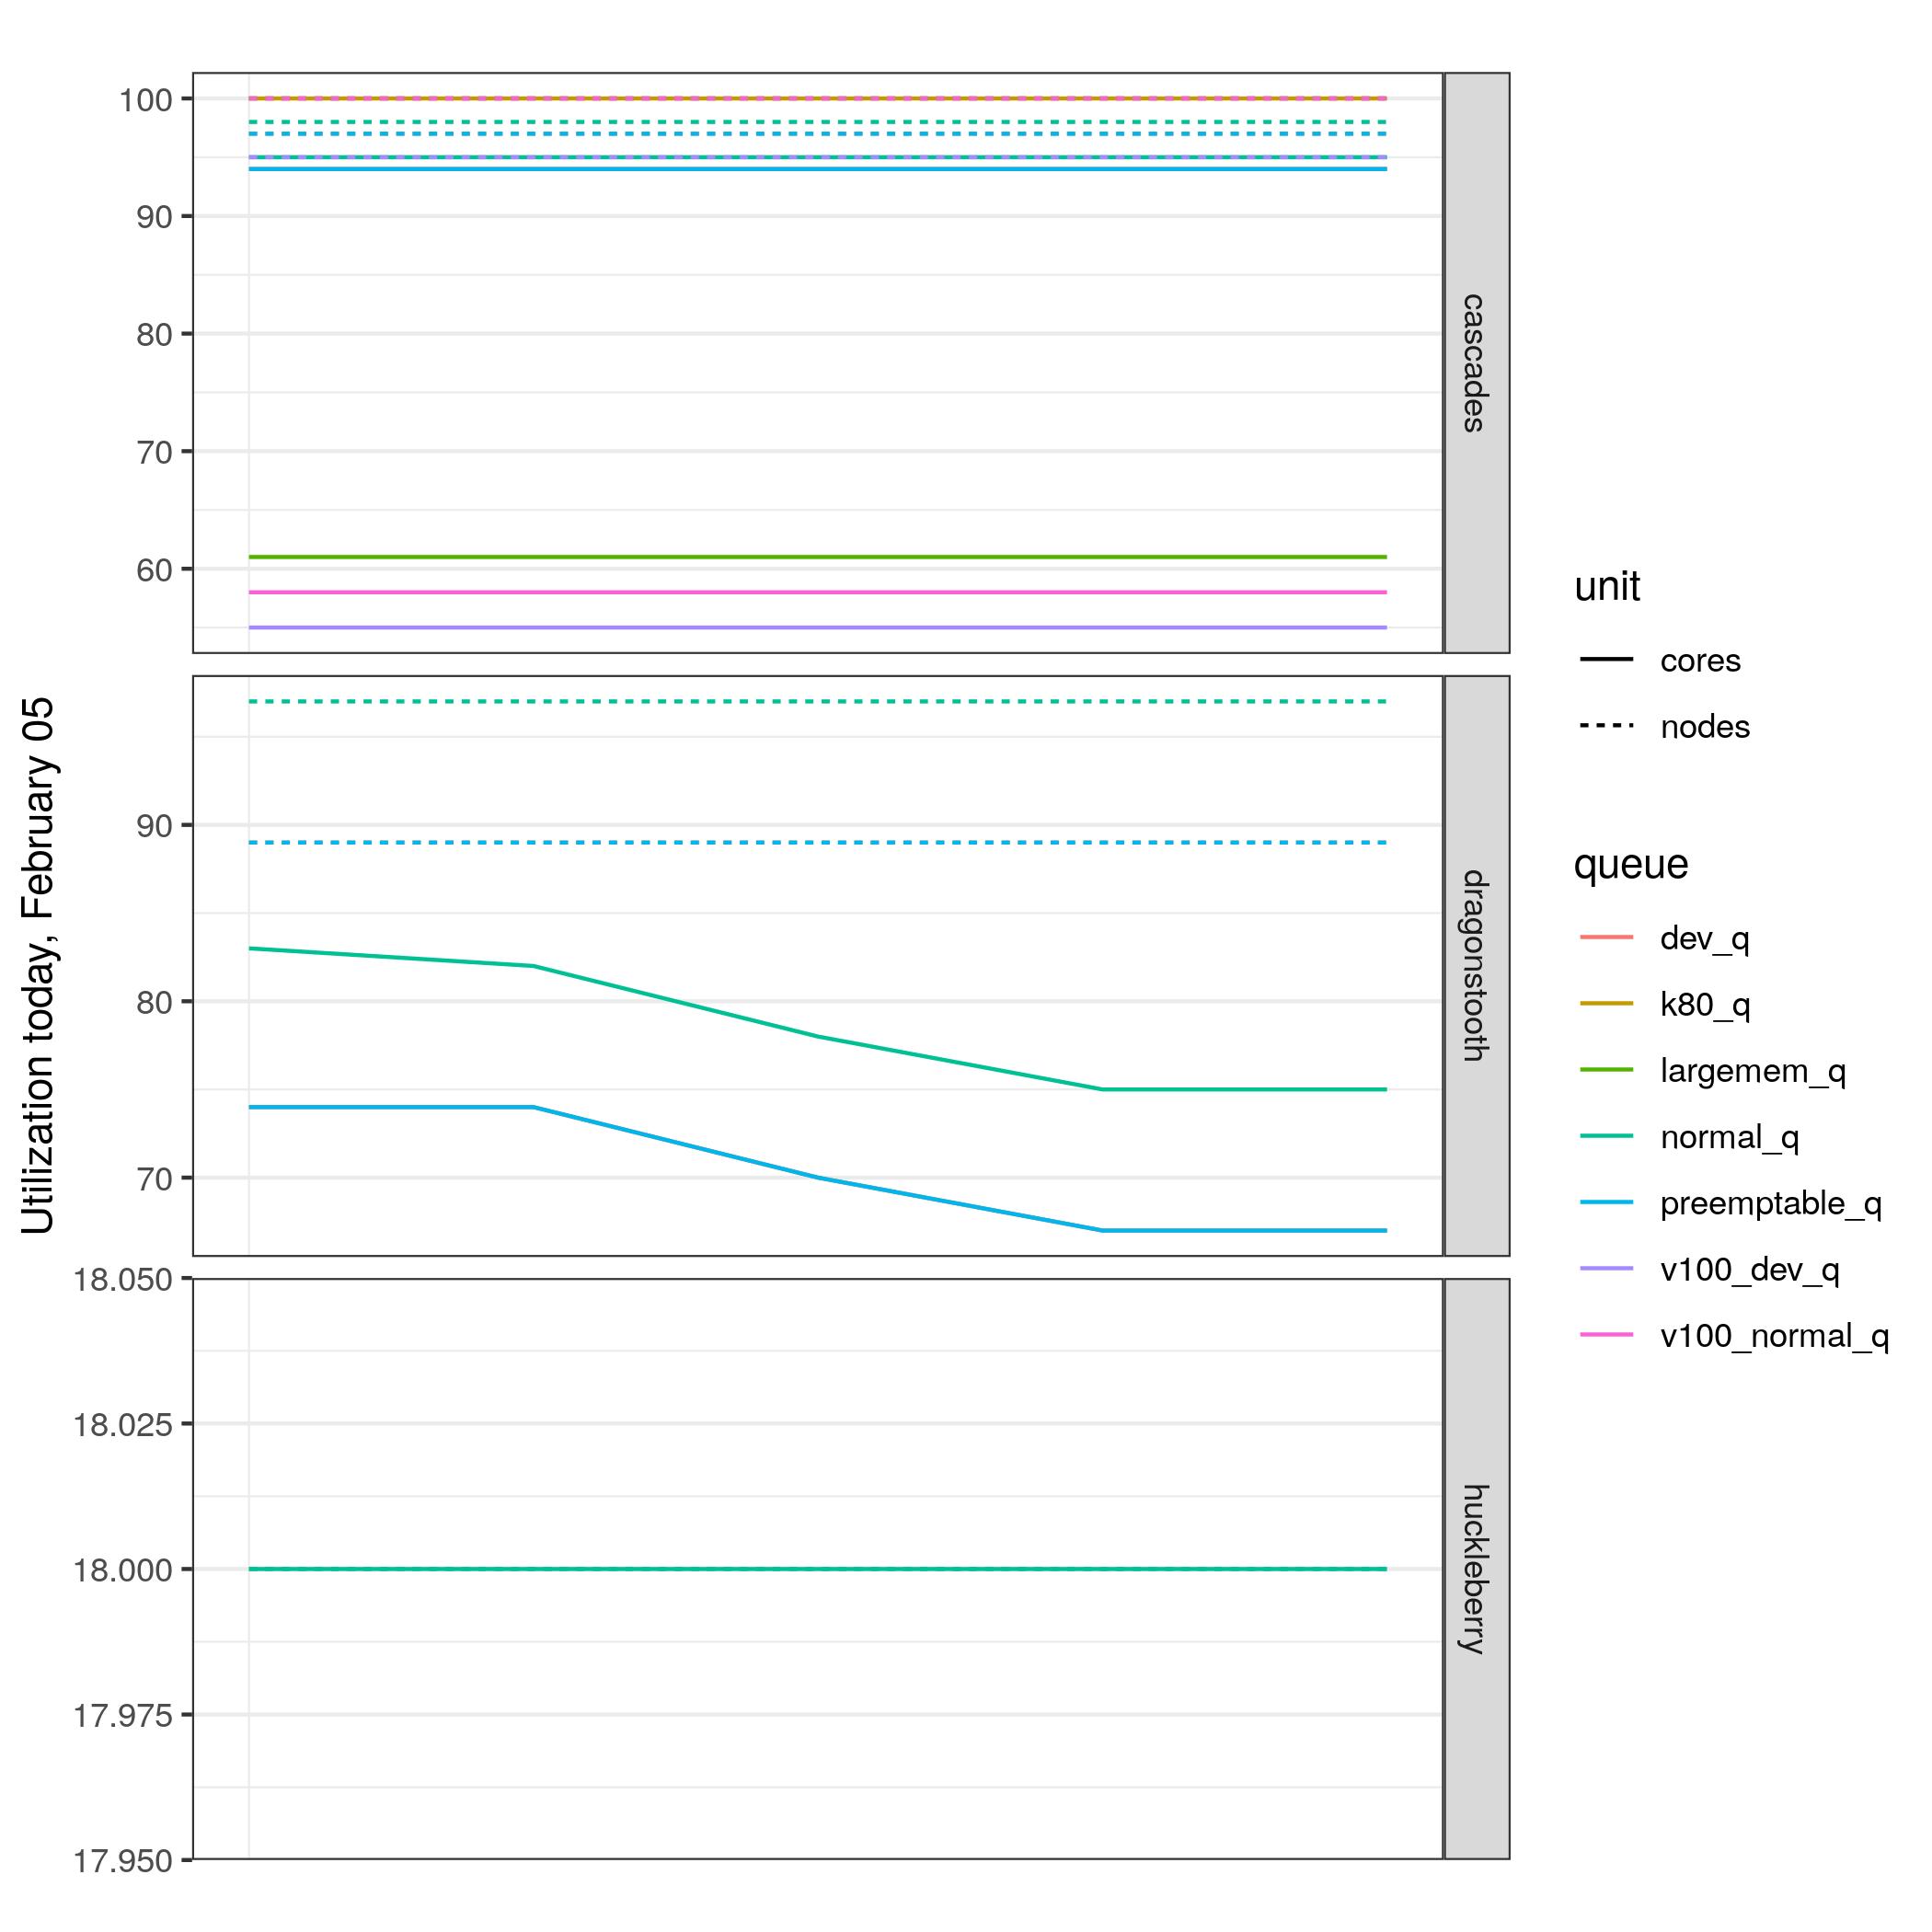 Utilization today, February 05
100
90
80
70
60
cascades
90
80
70
dragonstooth
18.050
18.025
18.000
17.975
17.950
huckleberry
unit
cores
nodes
queue
dev_q
k80_q
largemem_q
normal_q
preemptable_q
v100_dev_q
v100_normal_q